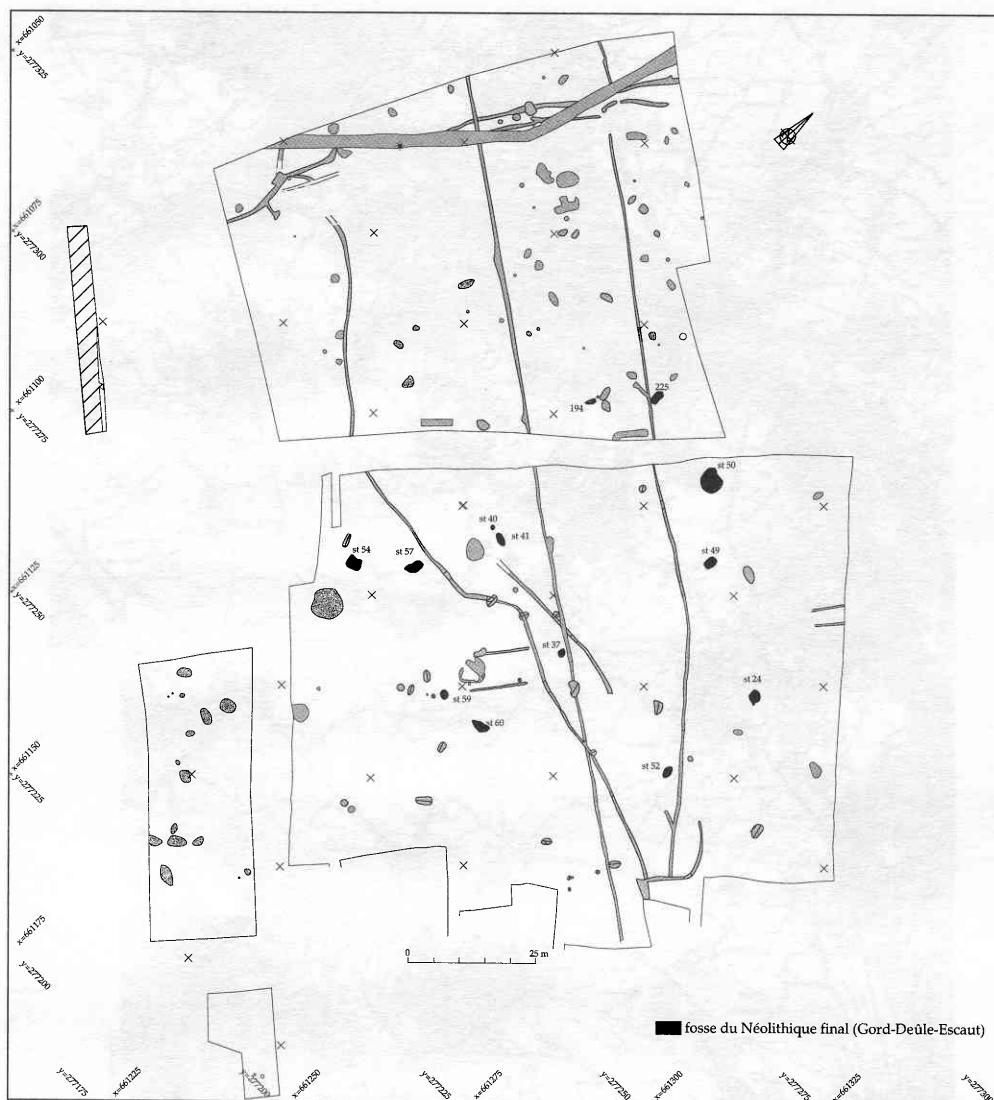 x=661050
y=277325
x=661075
y=277300
x=661100
y=277275
225
194
st 50
st 40
st 41
st 54
st 57
st 49
x=661125
y=277250
st 37
st 59
st 24
st 60
x=661150
y=277225
st 52
x=661175
y=277200
0 25 m
fosse du Néolithique final (Gord-Deûle-Escaut)
y=277175
x=661225
y=277200
x=661250
y=277225
x=661275
y=277250
x=661300
y=277275
x=661325
y=277300